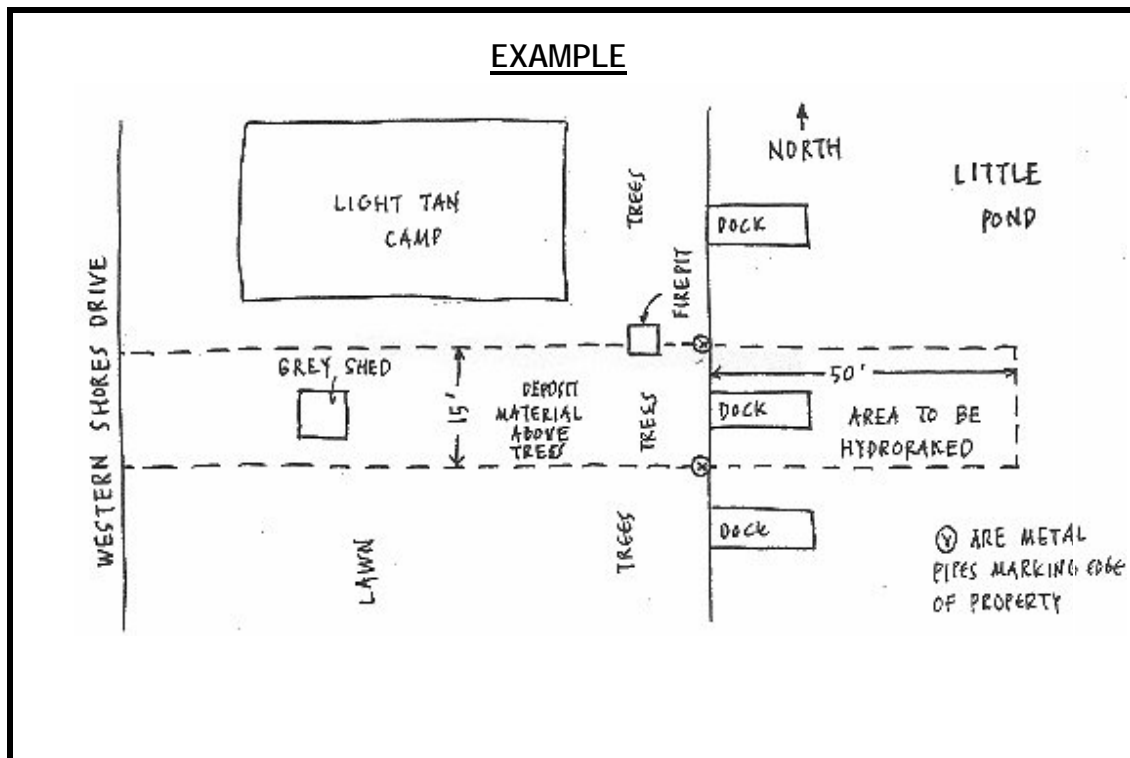 EXAMPLE
NORTH
LITTLE
POND
LIGHT TAN
CAMP
TREES
DOCK
FIREPIT
WESTERN SHORES DRIVE
GREY SHED
15'
DEPOSIT
MATERIAL
ABOVE
TREES
TREES
50'
DOCK
AREA TO BE
HYDRORAKED
LAWN
TREES
DOCK
Y ARE METAL
PIPES MARKING EDGE
OF PROPERTY